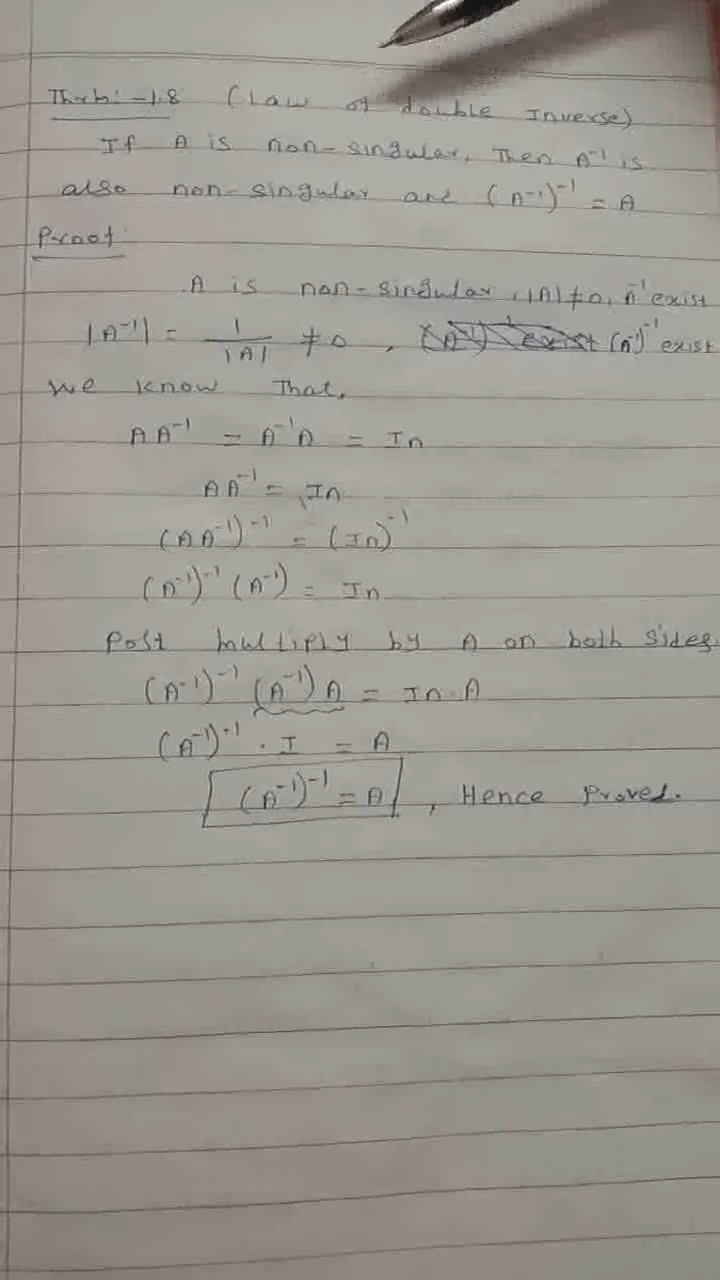 Thrh:-1.8 (Law of double Inverse)
If A is non-singular, Then A⁻¹ is
also non-singular and (A⁻¹)⁻¹ = A
Proof:
A is non-singular, |A|≠0, A⁻¹ exist
|A⁻¹| = 1/|A| ≠ 0, (A⁻¹)⁻¹ exist
We know That,
AA⁻¹ = A⁻¹A = In
AA⁻¹ = In
(AA⁻¹)⁻¹ = (In)⁻¹
(A⁻¹)⁻¹ (A⁻¹) = In
Post multiply by A on both sides.
(A⁻¹)⁻¹ (A⁻¹) A = In·A
(A⁻¹)⁻¹ · I = A
(A⁻¹)⁻¹ = A, Hence Proved.